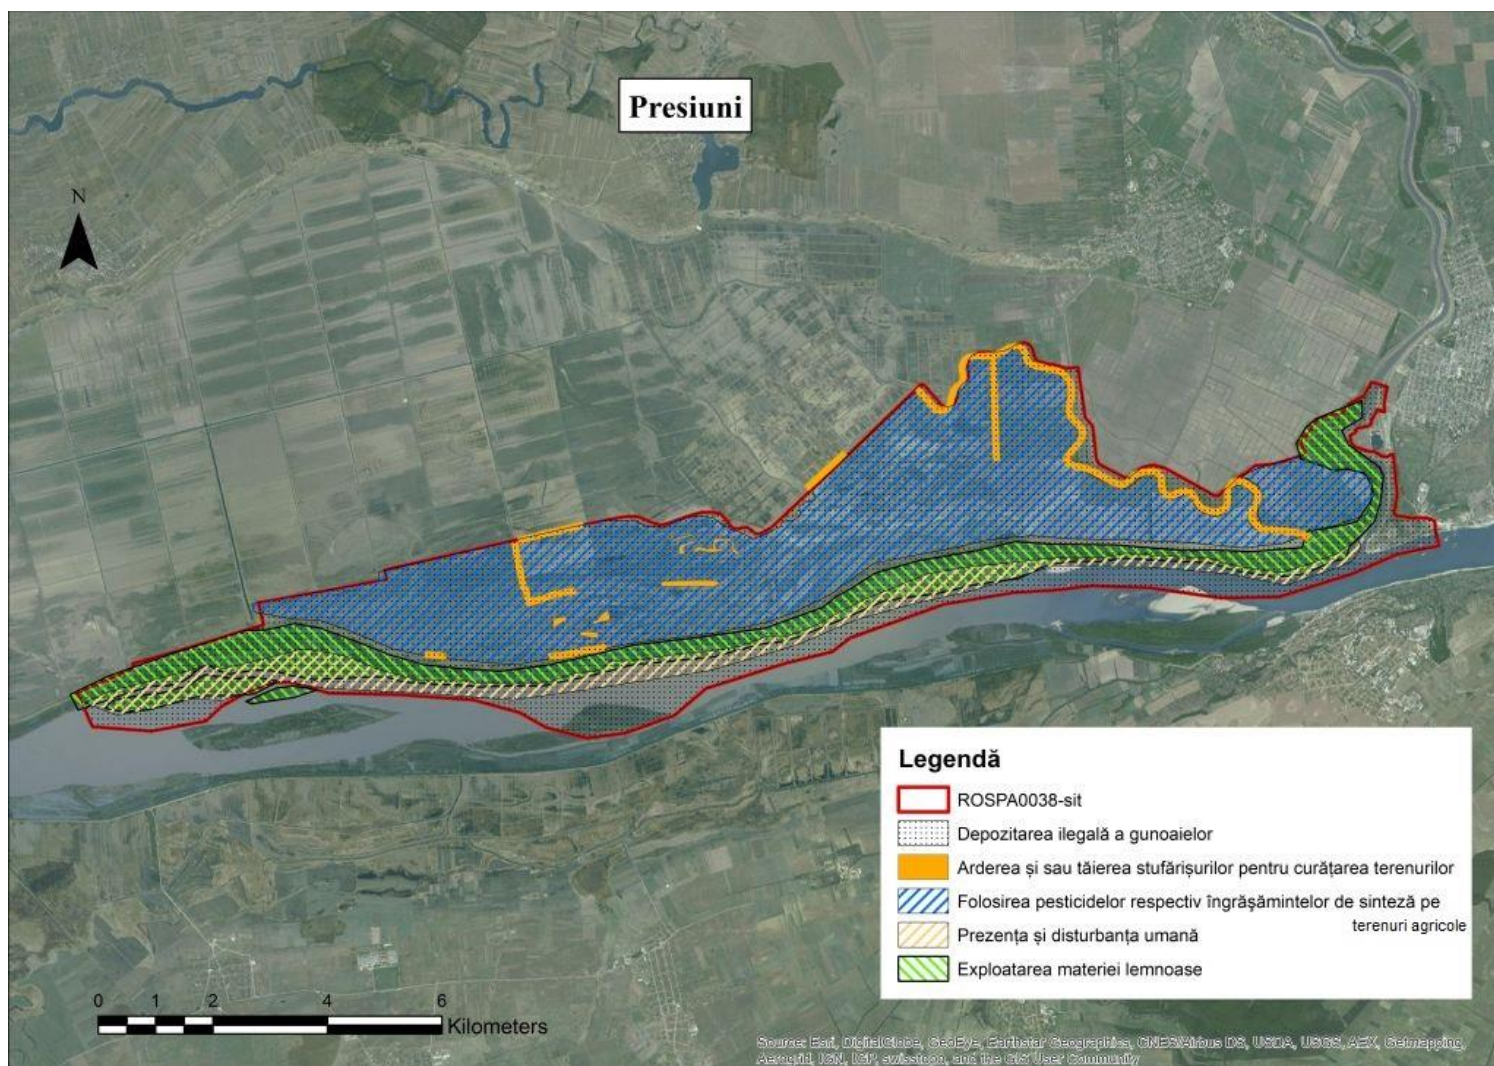 Presiuni
N
Legendă
ROSPA0038-sit
Depozitarea ilegală a gunoaielor
Arderea și sau tăierea stufărișurilor pentru curățarea terenurilor
Folosirea pesticidelor respectiv îngrășămintelor de sinteză pe
terenuri agricole
Prezența și disturbanța umană
Exploatarea materiei lemnoase
0 1 2 4 6
Kilometers
Source: Esri, DigitalGlobe, GeoEye, Earthstar Geographics, CNES/Airbus DS, USDA, USGS, AEX, Getmapping,
Aerogrid, IGN, IGP, swisstopo, and the GIS User Community